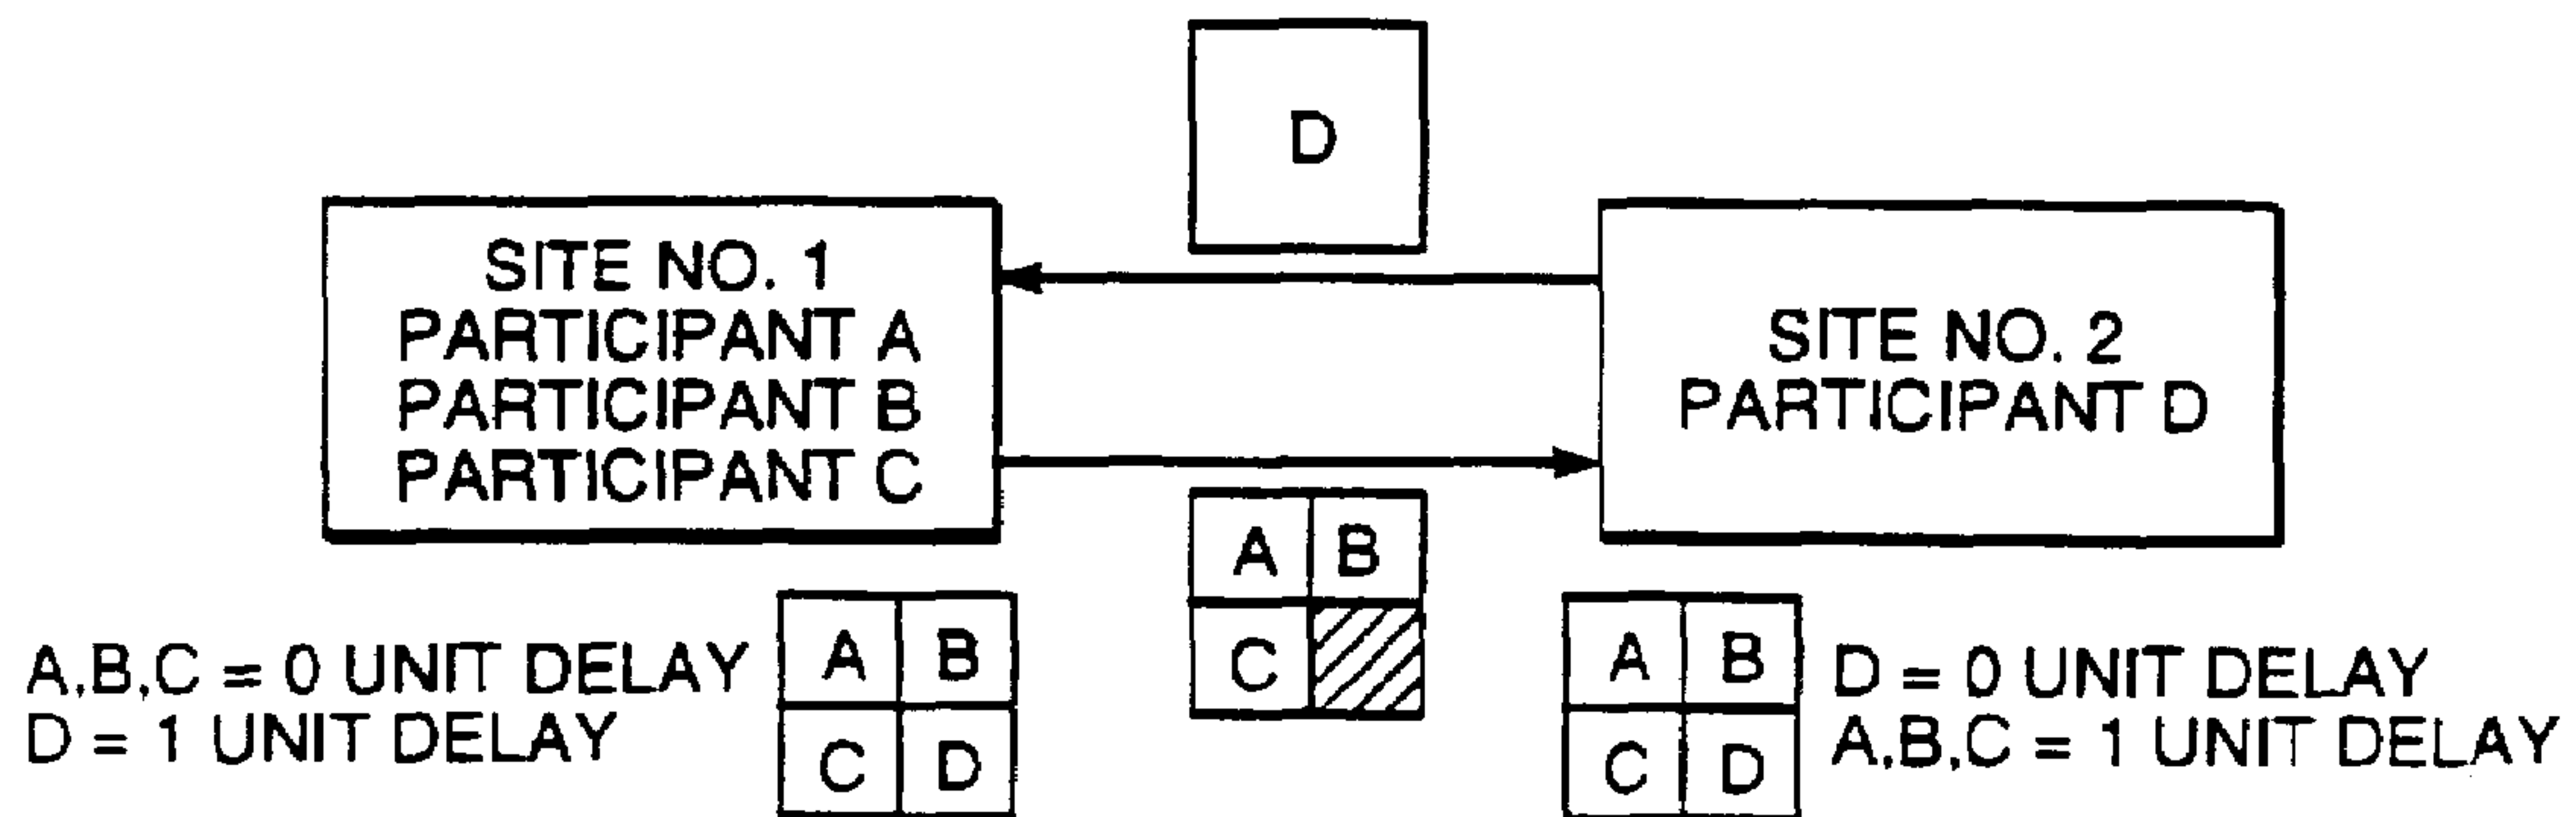 D
SITE NO. 1
PARTICIPANT A
PARTICIPANT B
PARTICIPANT C
SITE NO. 2
PARTICIPANT D
A B
C
A,B,C = 0 UNIT DELAY
D = 1 UNIT DELAY
A B
C D
A B
C D
D = 0 UNIT DELAY
A,B,C = 1 UNIT DELAY